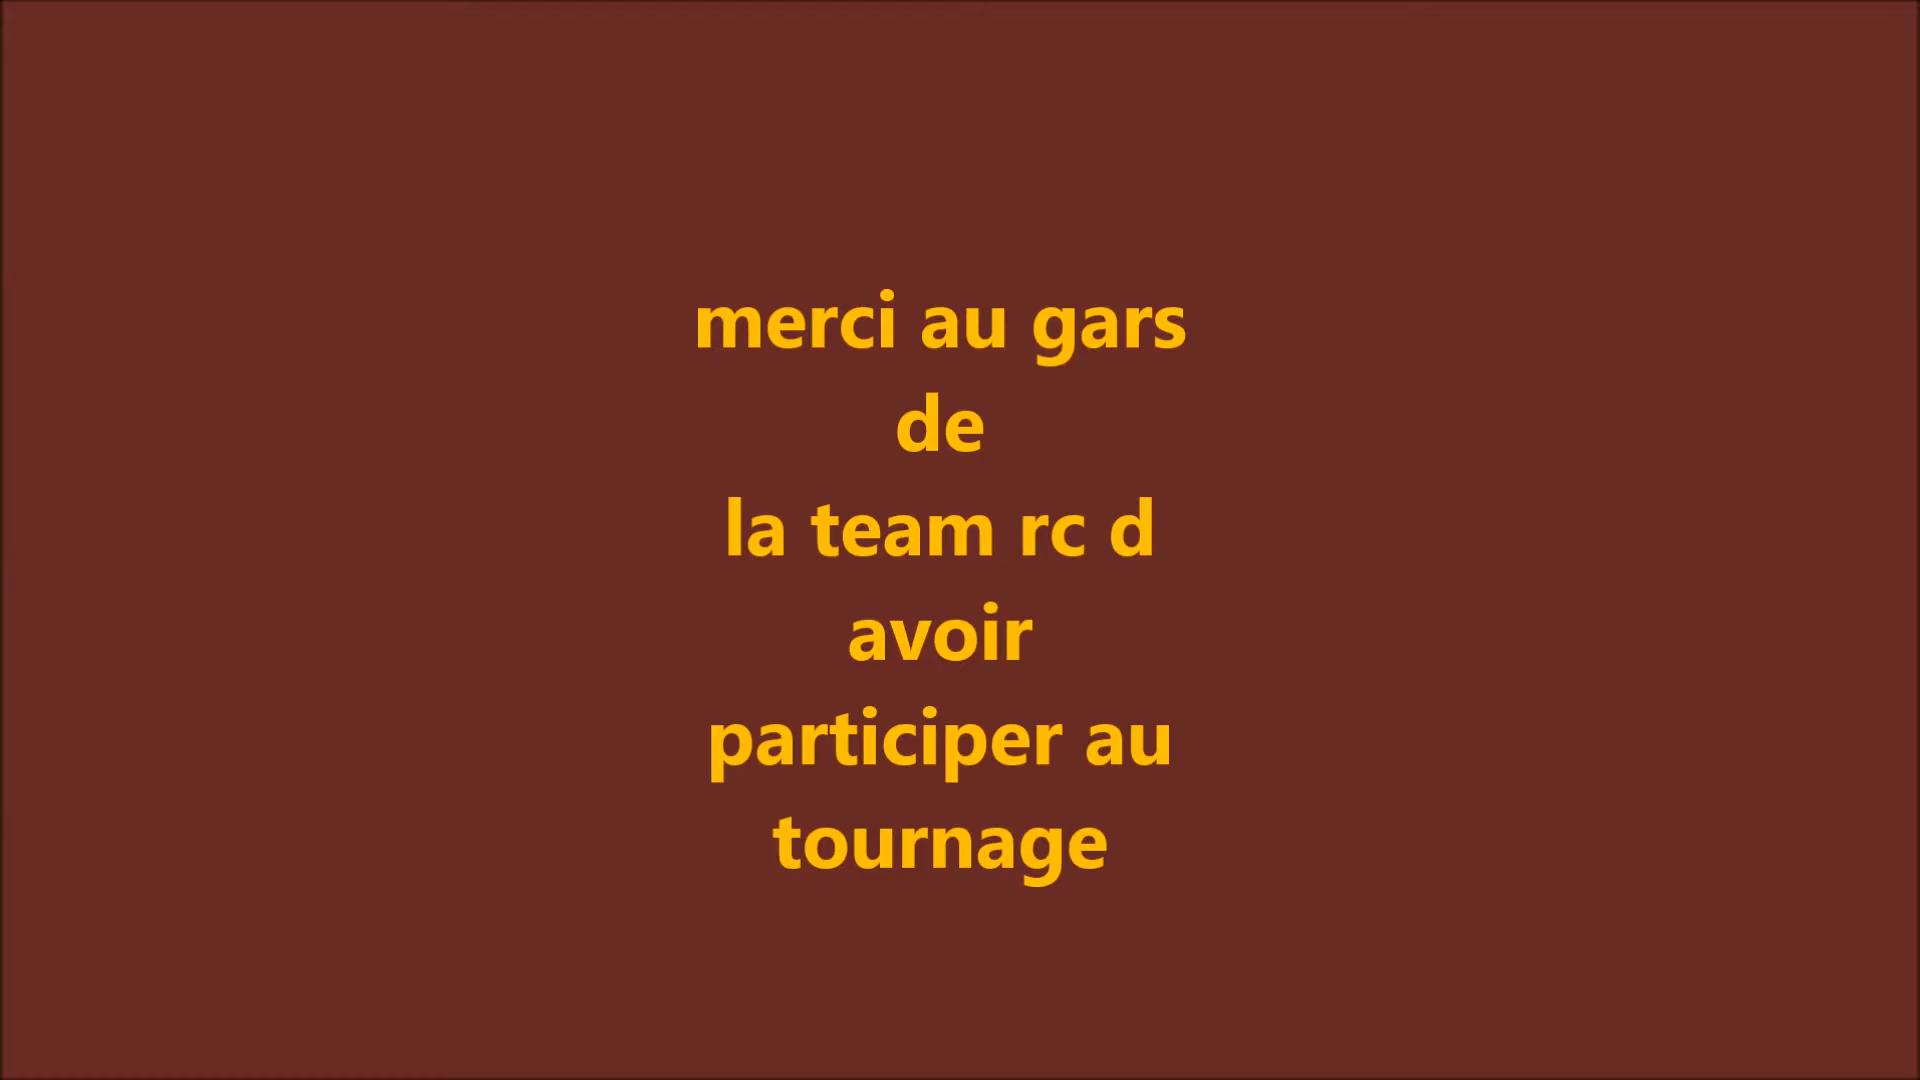 merci au gars
de
la team rc d
avoir
participer au
tournage